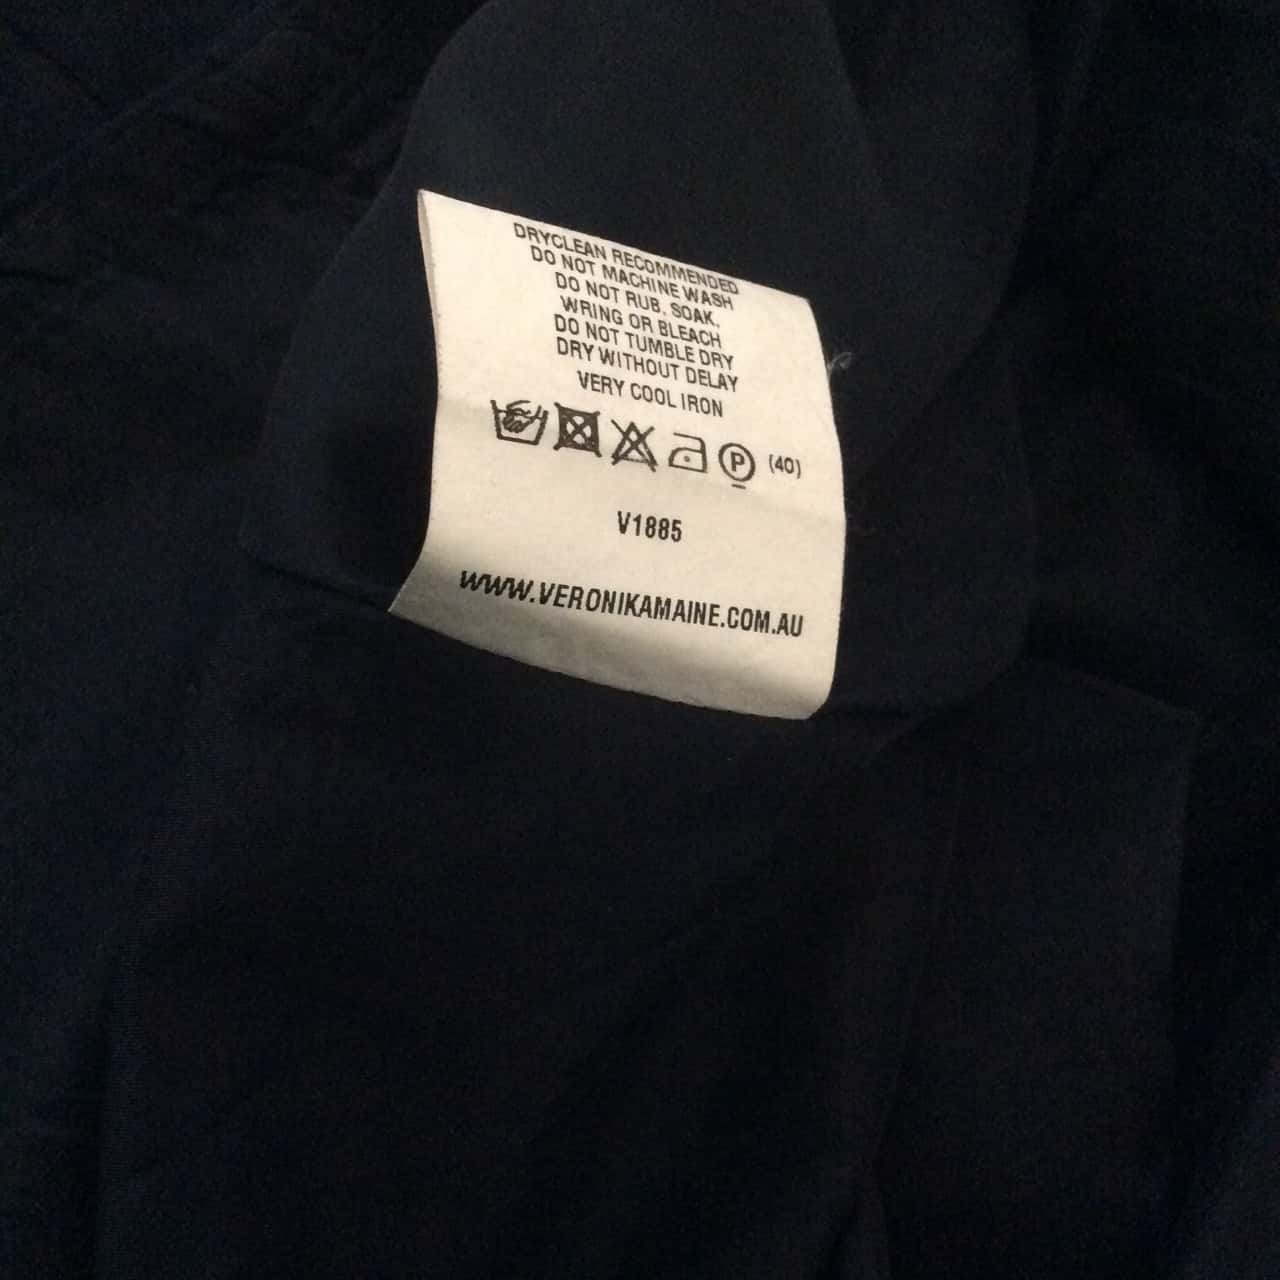 DRYCLEAN RECOMMENDED
DO NOT MACHINE WASH
DO NOT RUB, SOAK,
WRING OR BLEACH
DO NOT TUMBLE DRY
DRY WITHOUT DELAY
VERY COOL IRON
P (40)
V1885
WWW.VERONIKAMAINE.COM.AU